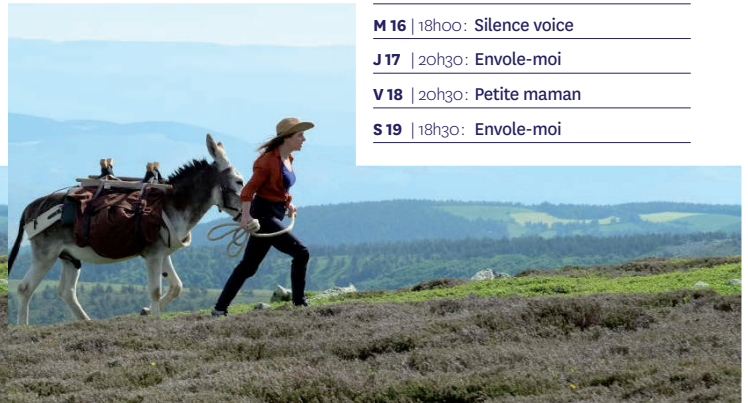 M 16 | 18h00 : Silence voice
J 17 | 20h30 : Envole-moi
V 18 | 20h30 : Petite maman
S 19 | 18h30 : Envole-moi